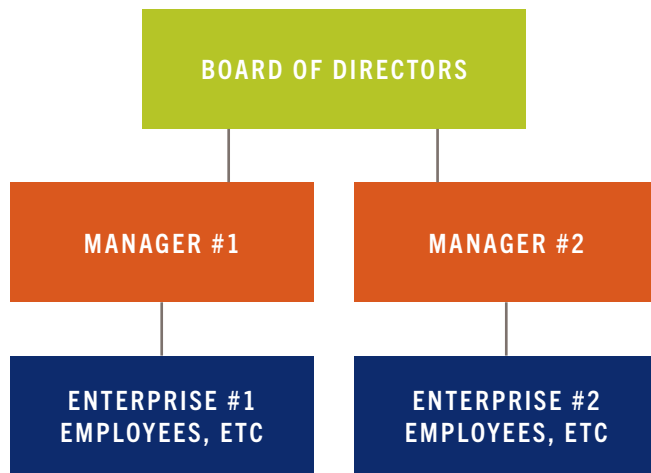 BOARD OF DIRECTORS
MANAGER #1
MANAGER #2
ENTERPRISE #1
EMPLOYEES, ETC
ENTERPRISE #2
EMPLOYEES, ETC